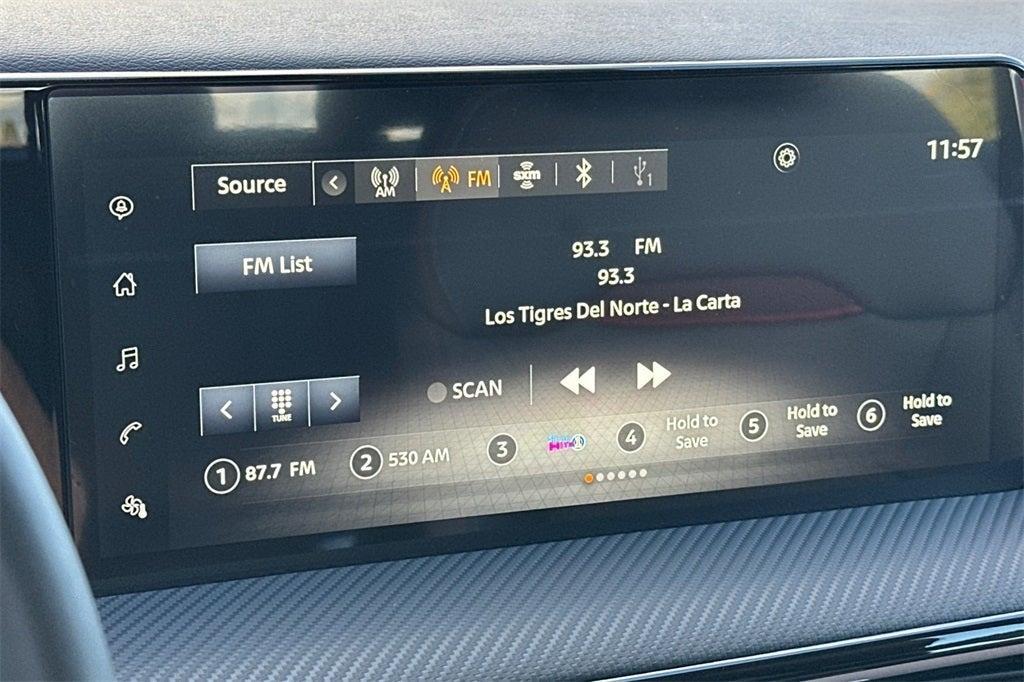 11:57
Source AM FM sxm 1
FM List
93.3 FM
93.3
Los Tigres Del Norte - La Carta
TUNE SCAN
1 87.7 FM 2 530 AM 3 4 Hold to Save 5 Hold to Save 6 Hold to Save